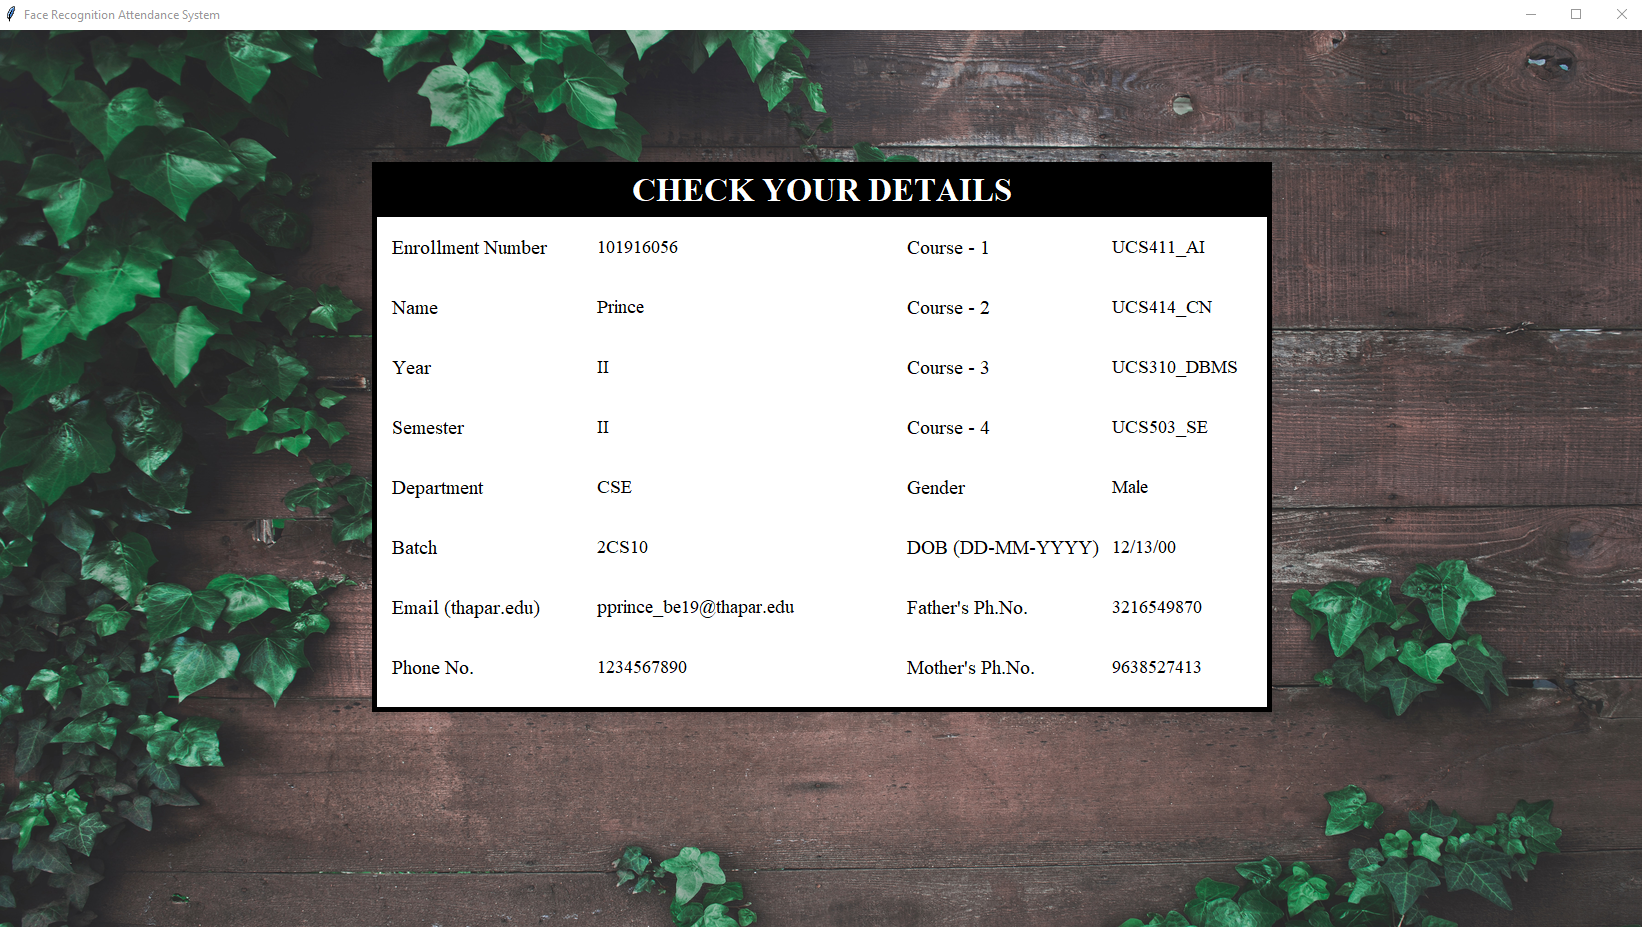 Face Recognition Attendance System
CHECK YOUR DETAILS
Enrollment Number 101916056 Course - 1 UCS411_AI
Name Prince Course - 2 UCS414_CN
Year II Course - 3 UCS310_DBMS
Semester II Course - 4 UCS503_SE
Department CSE Gender Male
Batch 2CS10 DOB (DD-MM-YYYY) 12/13/00
Email (thapar.edu) pprince_be19@thapar.edu Father's Ph.No. 3216549870
Phone No. 1234567890 Mother's Ph.No. 9638527413